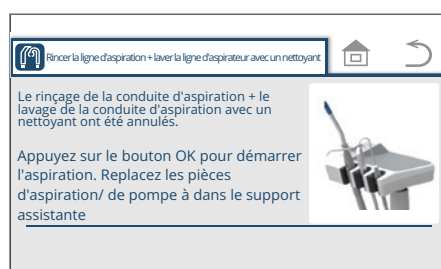 Rincer la ligne d'aspiration + laver la ligne d'aspirateur avec un nettoyant
Le rinçage de la conduite d'aspiration + le
lavage de la conduite d'aspiration avec un
nettoyant ont été annulés.
Appuyez sur le bouton OK pour démarrer
l'aspiration. Replacez les pièces
d'aspiration/ de pompe à dans le support
assistante